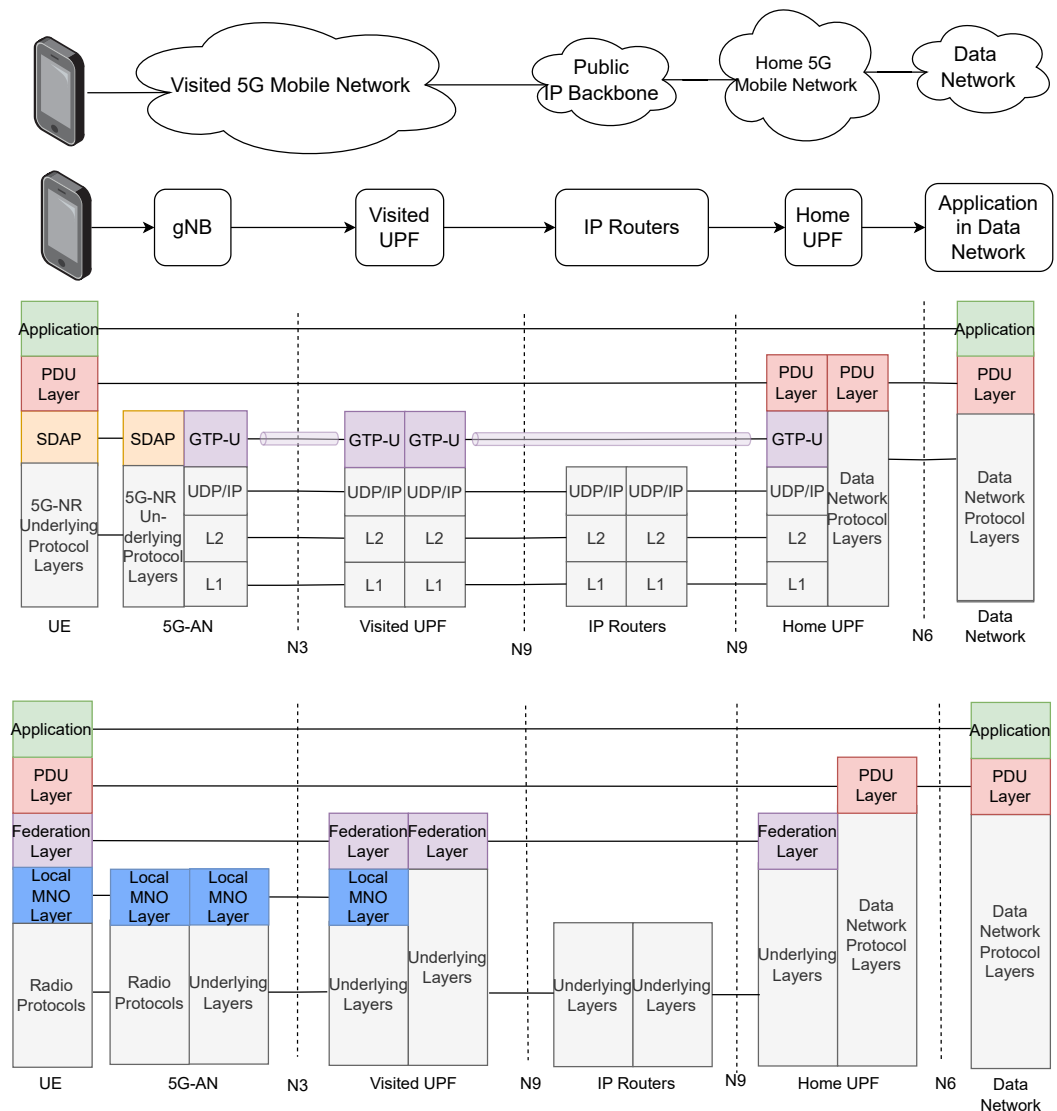 Visited 5G Mobile Network
Public
IP Backbone
Home 5G
Mobile Network
Data
Network
gNB
Visited
UPF
IP Routers
Home
UPF
Application
in Data
Network
Application
Application
PDU
Layer
PDU
Layer
PDU
Layer
PDU
Layer
SDAP
SDAP
GTP-U
GTP-U
GTP-U
GTP-U
5G-NR
Underlying
Protocol
Layers
5G-NR
Un-
derlying
Protocol
Layers
UDP/IP
L2
L1
UDP/IP
UDP/IP
L2
L2
L1
L1
UDP/IP
UDP/IP
L2
L2
L1
L1
UDP/IP
L2
L1
Data
Network
Protocol
Layers
Data
Network
Protocol
Layers
UE
5G-AN
N3
Visited UPF
N9
IP Routers
N9
Home UPF
N6
Data
Network
Application
Application
PDU
Layer
PDU
Layer
PDU
Layer
Federation
Layer
Federation
Layer
Federation
Layer
Federation
Layer
Local
MNO
Layer
Local
MNO
Layer
Local
MNO
Layer
Local
MNO
Layer
Radio
Protocols
Radio
Protocols
Underlying
Layers
Underlying
Layers
Underlying
Layers
Underlying
Layers
Underlying
Layers
Underlying
Layers
Data
Network
Protocol
Layers
Data
Network
Protocol
Layers
UE
5G-AN
N3
Visited UPF
N9
IP Routers
N9
Home UPF
N6
Data
Network